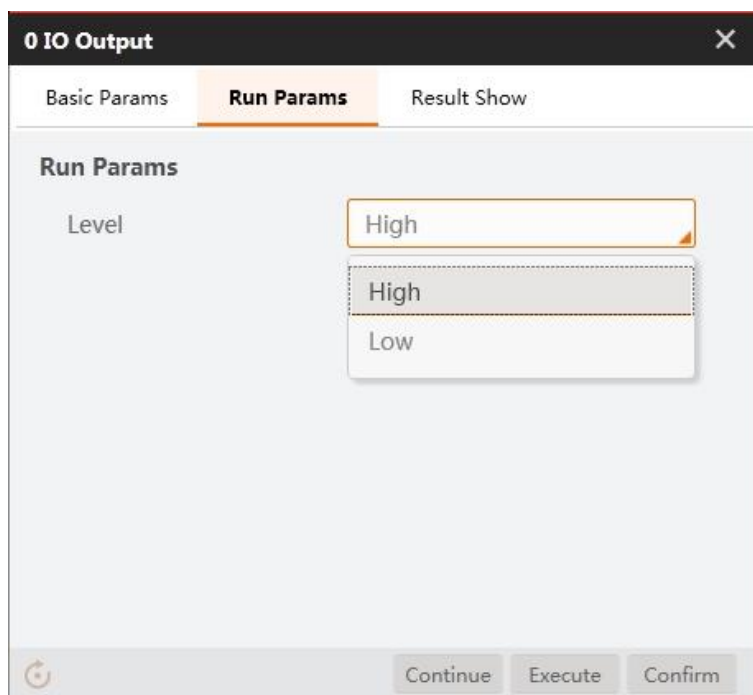 0 IO Output
Basic Params Run Params Result Show
Run Params
Level High
High
Low
Continue Execute Confirm